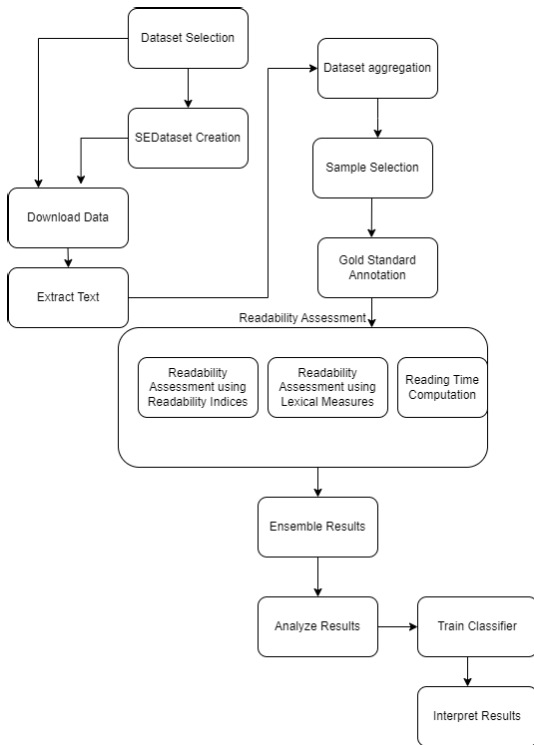 Dataset Selection
SEDataset Creation
Download Data
Extract Text
Dataset aggregation
Sample Selection
Gold Standard
Annotation
Readability Assessment
Readability
Assessment using
Readability Indices
Readability
Assessment using
Lexical Measures
Reading Time
Computation
Ensemble Results
Analyze Results
Train Classifier
Interpret Results